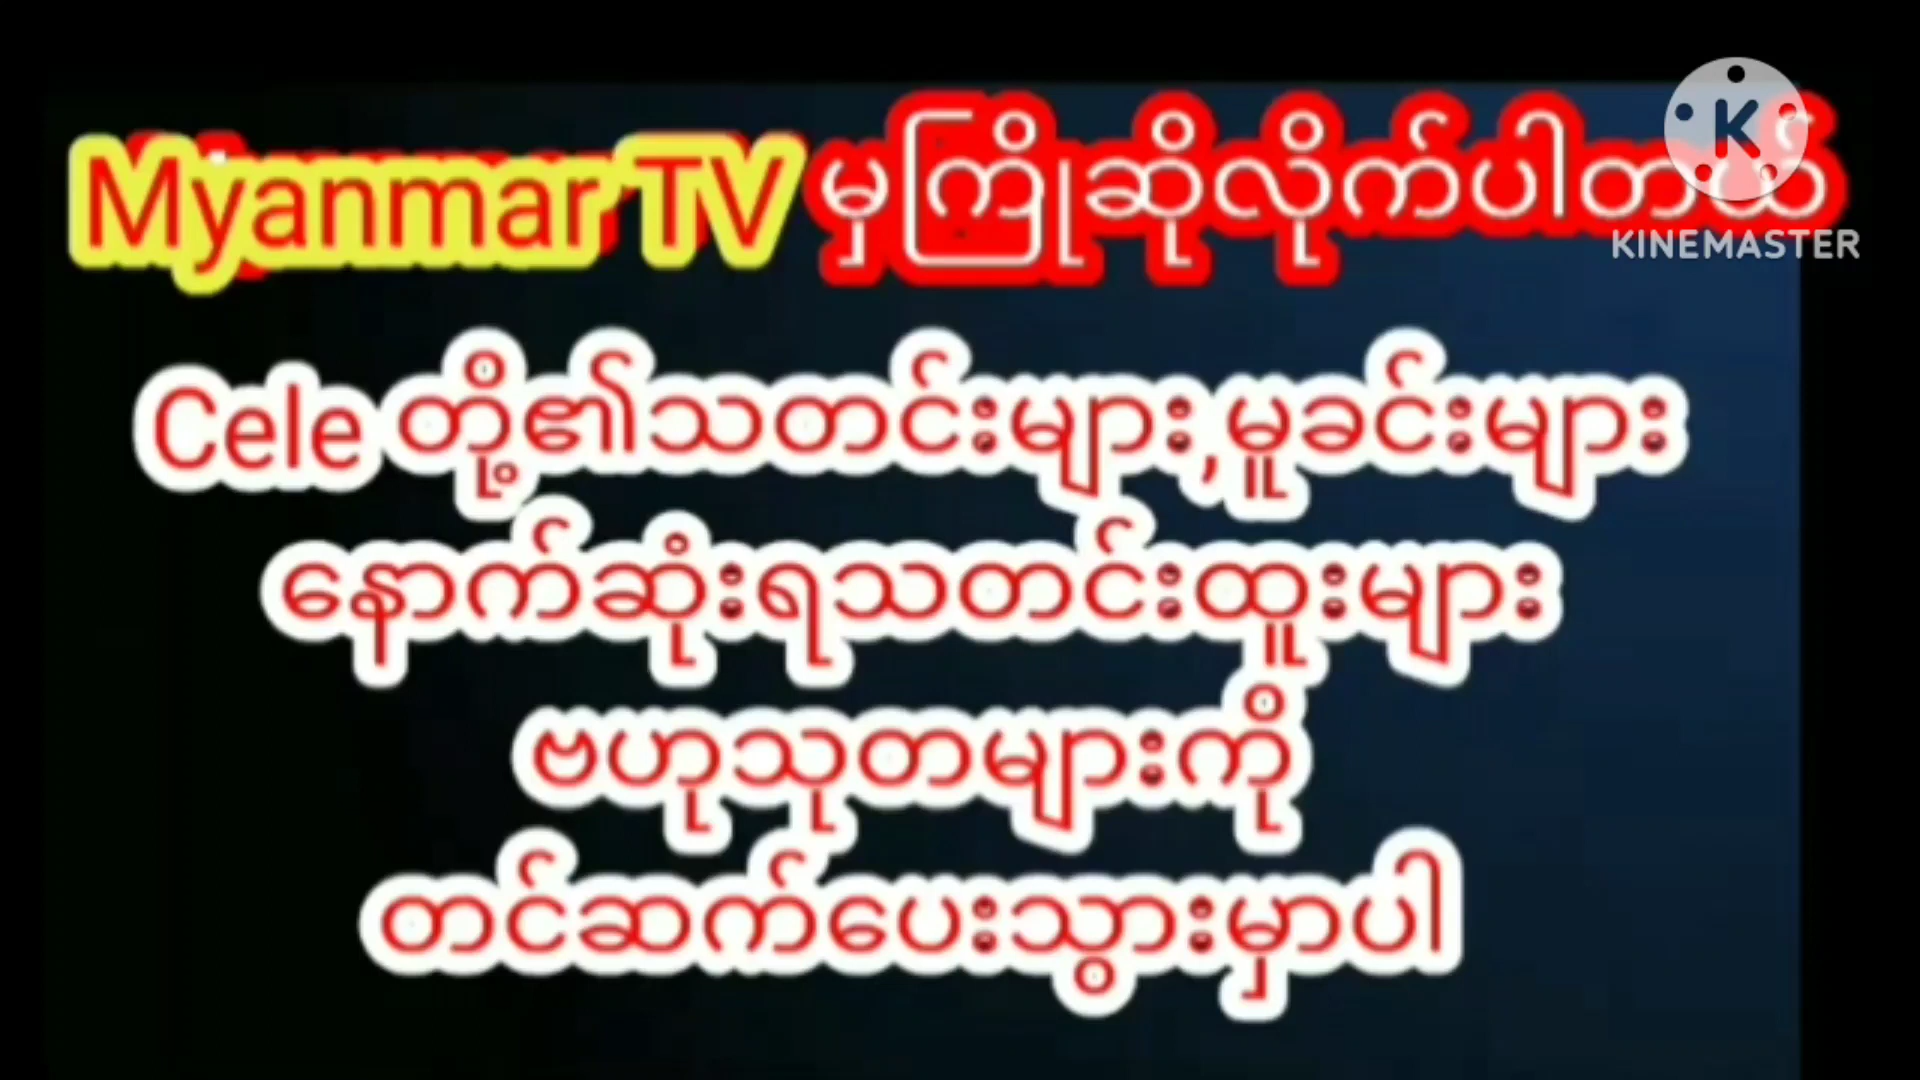 Myanmar TV မှကြိုဆိုလိုက်ပါတယ်
KINEMASTER
Cele တို့၏သတင်းများ,မူခင်းများ
နောက်ဆုံးရသတင်းထူးများ
ဗဟုသုတများကို
တင်ဆက်ပေးသွားမှာပါ